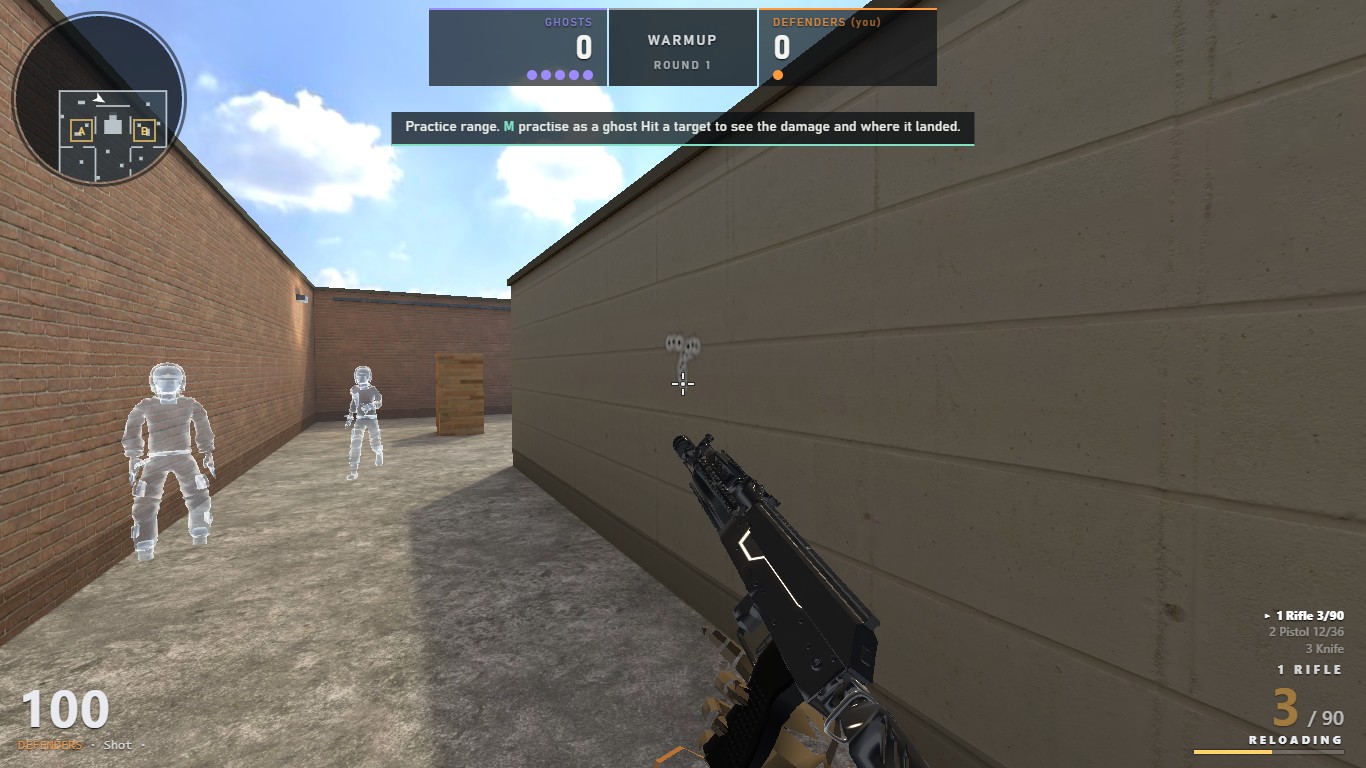 GHOSTS
0
WARMUP
ROUND 1
DEFENDERS (you)
0
A
B
Practice range. M practise as a ghost Hit a target to see the damage and where it landed.
▸ 1 Rifle 3/90
2 Pistol 12/36
3 Knife
1 RIFLE
3 / 90
RELOADING
100
DEFENDERS · Shot